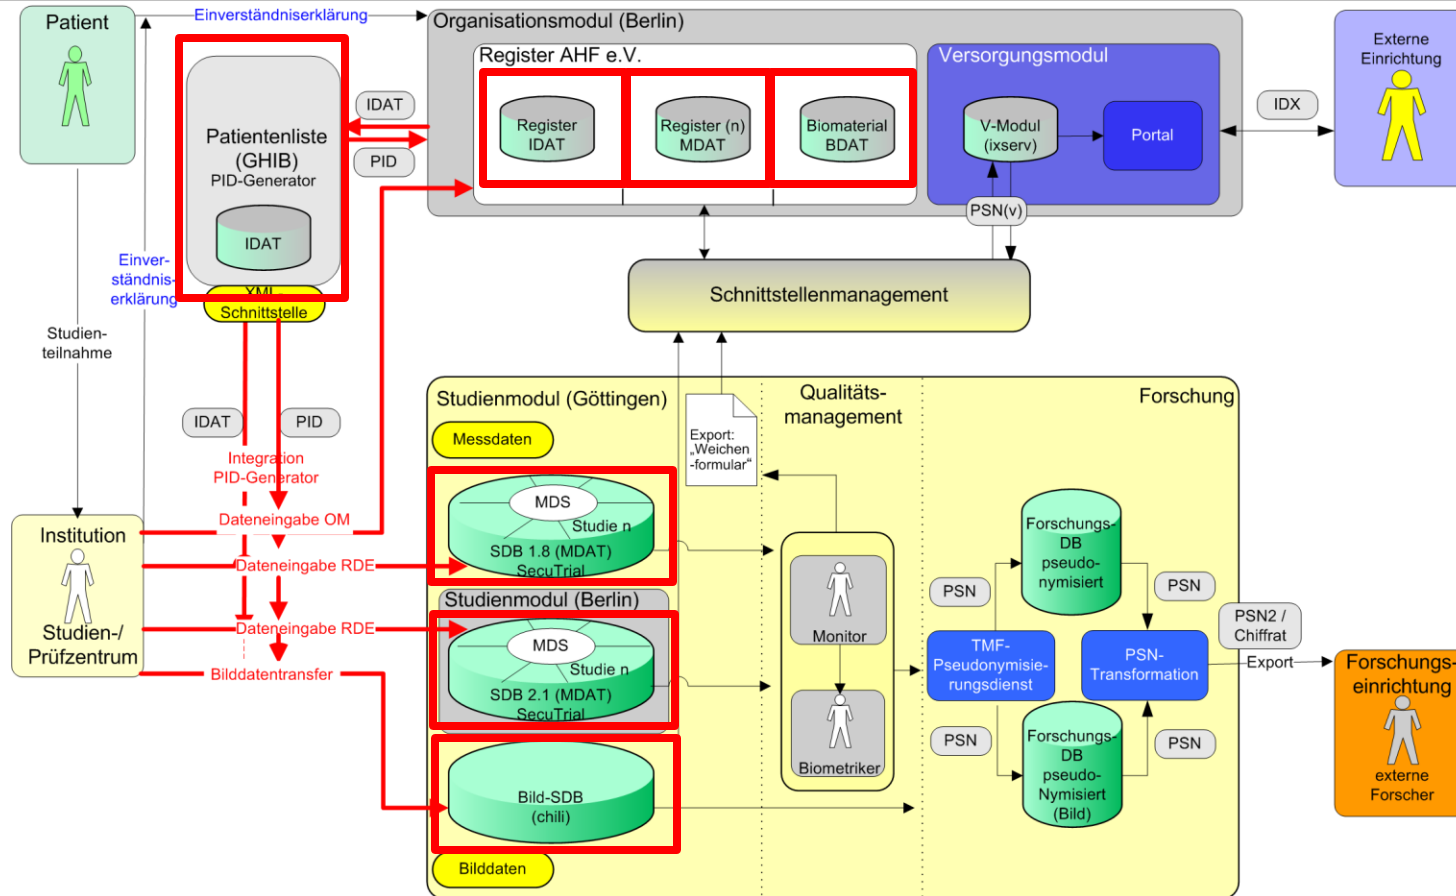 Patient
Einverständniserklärung
Organisationsmodul (Berlin)
Register AHF e.V.
Versorgungsmodul
Externe
Einrichtung
IDAT
PID
Patientenliste
(GHIB)
PID-Generator
IDAT
XML-
Schnittstelle
Register
IDAT
Register (n)
MDAT
Biomaterial
BDAT
V-Modul
(ixserv)
Portal
IDX
PSN(v)
Einver-
ständnis-
erklärung
Schnittstellenmanagement
Studien-
teilnahme
IDAT
PID
Integration
PID-Generator
Dateneingabe OM
Dateneingabe RDE
Dateneingabe RDE
Bilddatentransfer
Institution
Studien-/
Prüfzentrum
Studienmodul (Göttingen)
Messdaten
Export:
„Weichen
-formular“
Qualitäts-
management
Forschung
MDS
Studie n
SDB 1.8 (MDAT)
SecuTrial
Studienmodul (Berlin)
MDS
Studie n
SDB 2.1 (MDAT)
SecuTrial
Bild-SDB
(chili)
Bilddaten
Monitor
Biometriker
Forschungs-
DB
pseudo-
nymisiert
PSN
PSN
TMF-
Pseudonymisie-
rungsdienst
PSN-
Transformation
PSN
PSN
Forschungs-
DB
pseudo-
Nymisiert
(Bild)
PSN2 /
Chiffrat
Export
Forschungs-
einrichtung
externe
Forscher